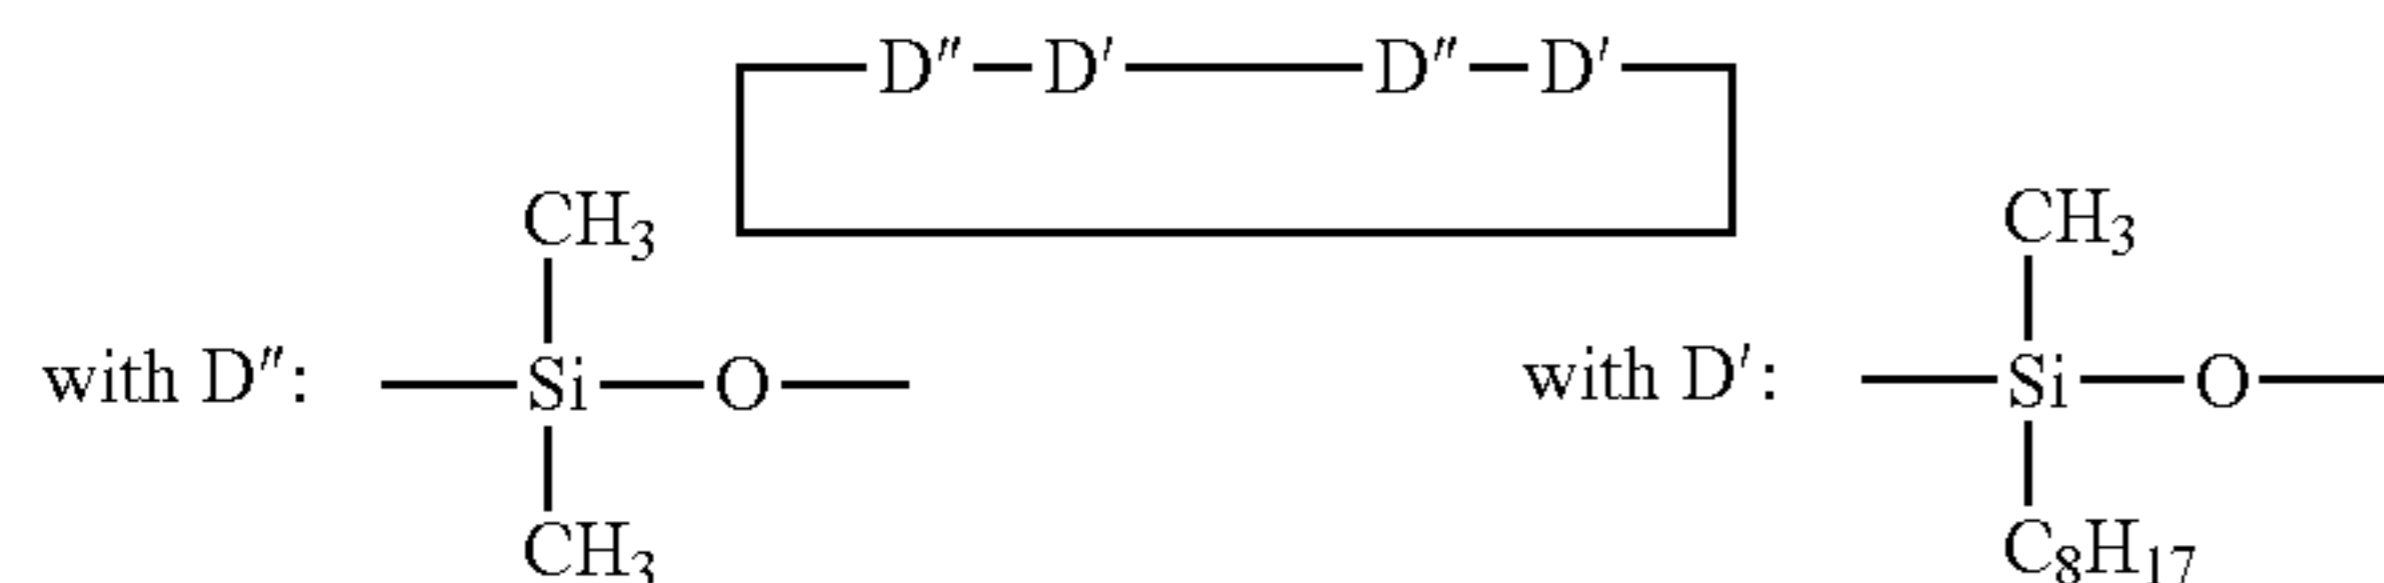 D″ D′ D″ D′
CH₃ CH₃
with D″: Si O with D′: Si O
CH₃ C₈H₁₇